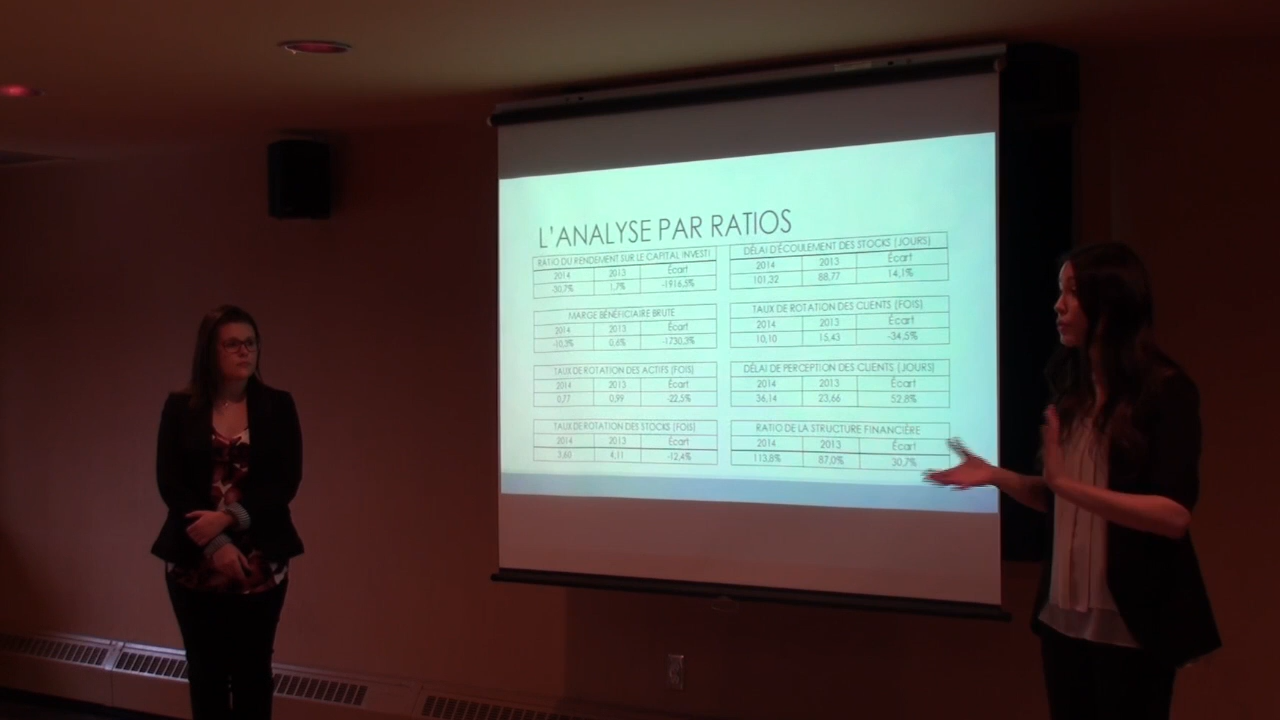 L'ANALYSE PAR RATIOS
RATIO DU RENDEMENT SUR LE CAPITAL INVESTI
2014 2013 Écart
-30,7% 1,7% -1916,5%
MARGE BÉNÉFICIAIRE BRUTE
2014 2013 Écart
-10,3% 0,6% -1730,3%
TAUX DE ROTATION DES ACTIFS (FOIS)
2014 2013 Écart
0,77 0,99 -22,5%
TAUX DE ROTATION DES STOCKS (FOIS)
2014 2013 Écart
3,60 4,11 -12,4%
DÉLAI D'ÉCOULEMENT DES STOCKS (JOURS)
2014 2013 Écart
101,32 88,77 14,1%
TAUX DE ROTATION DES CLIENTS (FOIS)
2014 2013 Écart
10,10 15,43 -34,5%
DÉLAI DE PERCEPTION DES CLIENTS (JOURS)
2014 2013 Écart
36,14 23,66 52,8%
RATIO DE LA STRUCTURE FINANCIÈRE
2014 2013 Écart
113,8% 87,0% 30,7%